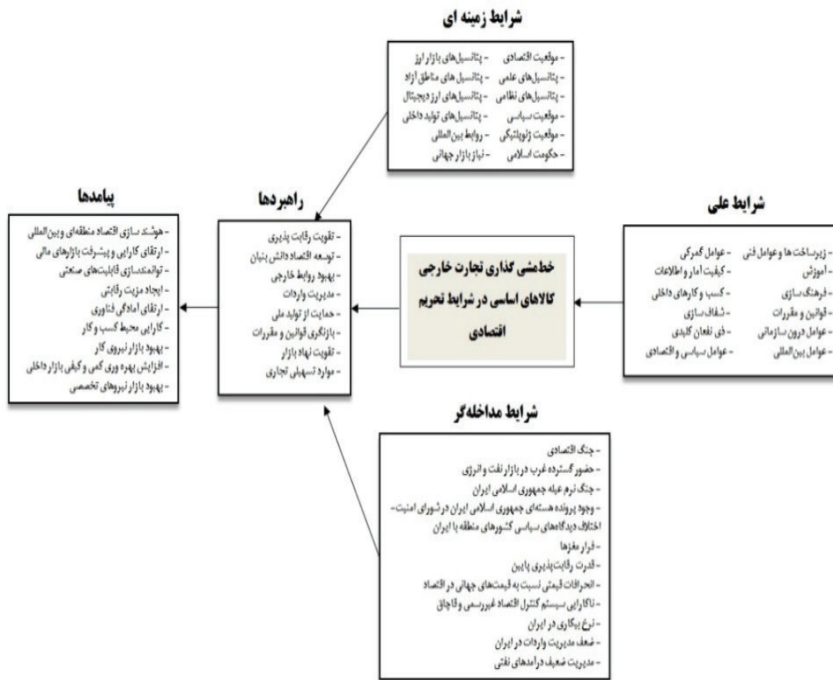 شرایط زمینه ای
- موقعیت اقتصادی - پتانسیل‌های بازار ارز
- پتانسیل‌های علمی - پتانسیل های مناطق آزاد
- پتانسیل‌های نظامی - پتانسیل‌های ارز دیجیتال
- موقعیت سیاسی - پتانسیل‌های تولید داخلی
- موقعیت ژئوپلتیکی - روابط بین‌المللی
- حکومت اسلامی - نیاز بازار جهانی
شرایط علی
- زیرساخت ها و عوامل فنی - عوامل گمرکی
- آموزش - کیفیت آمار و اطلاعات
- فرهنگ سازی - کسب و کارهای داخلی
- قوانین و مقررات - شفاف سازی
- عوامل درون سازمانی - ذی نفعان کلیدی
- عوامل بین‌المللی - عوامل سیاسی و اقتصادی
خط‌مشی گذاری تجارت خارجی
کالاهای اساسی در شرایط تحریم
اقتصادی
راهبردها
- تقویت رقابت پذیری
- توسعه اقتصاد دانش بنیان
- بهبود روابط خارجی
- مدیریت واردات
- حمایت از تولید ملی
- بازنگری قوانین و مقررات
- تقویت نهاد بازار
- موارد تسهیلی تجاری
پیامدها
- هوشمند سازی اقتصاد منطقه‌ای و بین‌المللی
- ارتقای کارایی و پیشرفت بازارهای مالی
- توانمندسازی قابلیت‌های صنعتی
- ایجاد مزیت رقابتی
- ارتقای آمادگی فناوری
- کارایی محیط کسب و کار
- بهبود بازار نیروی کار
- افزایش بهره وری کمی و کیفی بازار داخلی
- بهبود بازار نیروهای تخصصی
شرایط مداخله‌گر
- جنگ اقتصادی
- حضور گسترده غرب در بازار نفت و انرژی
- جنگ نرم علیه جمهوری اسلامی ایران
- وجود پرونده هسته‌ای جمهوری اسلامی ایران در شورای امنیت-
اختلاف دیدگاه‌های سیاسی کشورهای منطقه با ایران
- فرار مغزها
- قدرت رقابت‌پذیری پایین
- انحرافات قیمتی نسبت به قیمت‌های جهانی در اقتصاد
- ناکارایی سیستم کنترل اقتصاد غیررسمی و قاچاق
- نرخ بیکاری در ایران
- ضعف مدیریت واردات در ایران
- مدیریت ضعیف درآمدهای نفتی